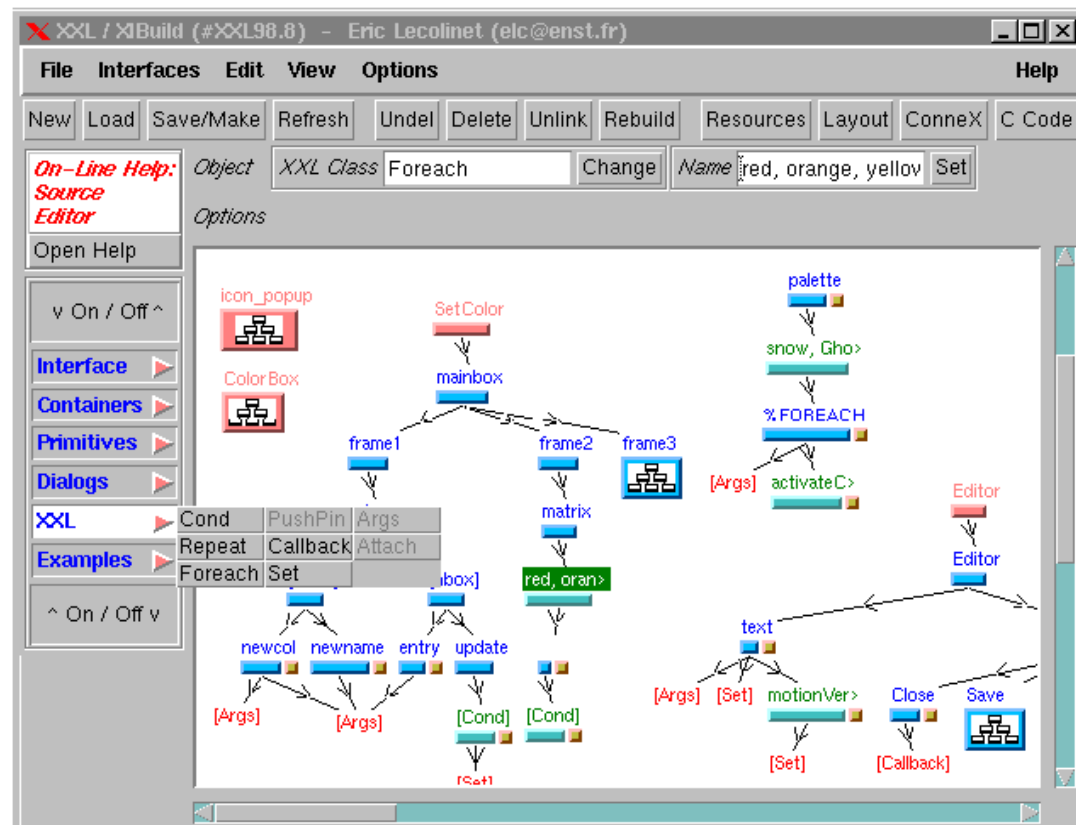 XXL / XIBuild (#XXL98.8) - Eric Lecolinet (elc@enst.fr)
File Interfaces Edit View Options Help
New Load Save/Make Refresh Undel Delete Unlink Rebuild Resources Layout ConneX C Code
On-Line Help:
Source
Editor
Open Help
Object XXL Class Foreach Change Name red, orange, yellov Set
Options
v On / Off ^
Interface
Containers
Primitives
Dialogs
XXL
Examples
^ On / Off v
Cond PushPin Args
Repeat Callback Attach
Foreach Set
icon_popup
SetColor
palette
snow, Gho>
ColorBox
mainbox
%FOREACH
frame1 frame2 frame3
[Args] activateC>
matrix
Editor
Editor
red, oran>
text
newcol newname entry update
[Args] [Args] [Cond] [Cond]
[Set]
[Args] [Set] motionVer> Close Save
[Set] [Callback]